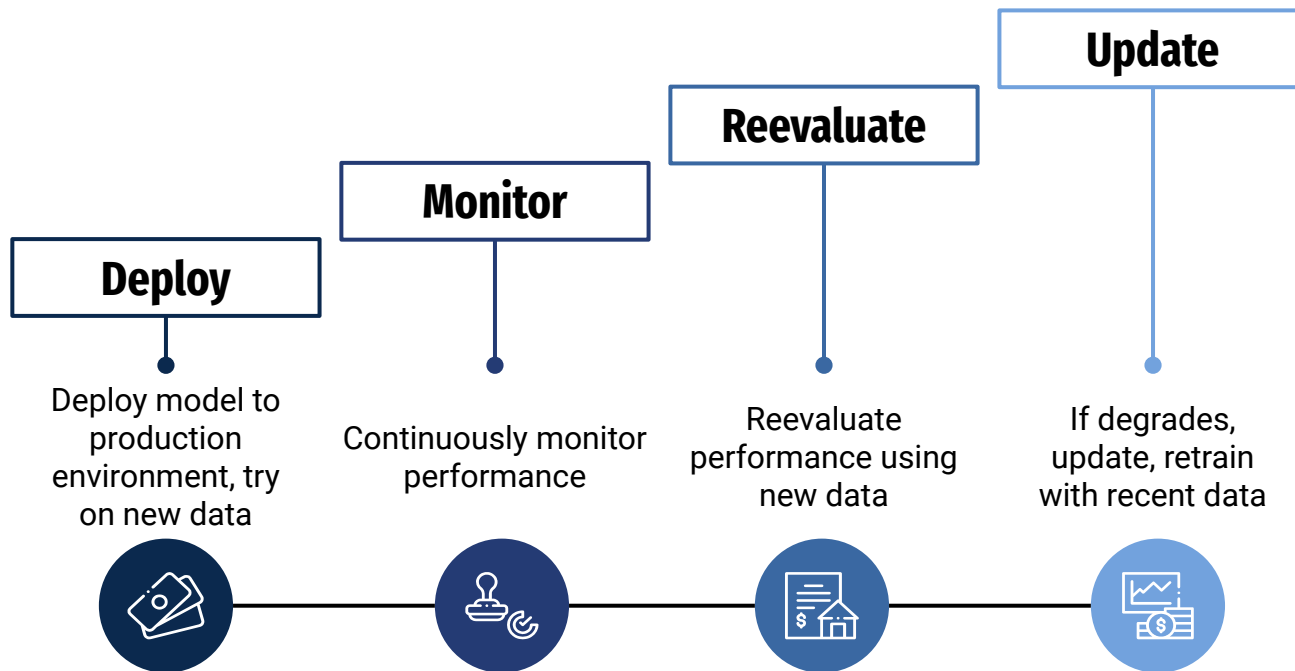 Deploy
Deploy model to
production
environment, try
on new data
Monitor
Continuously monitor
performance
Reevaluate
Reevaluate
performance using
new data
Update
If degrades,
update, retrain
with recent data
$
$